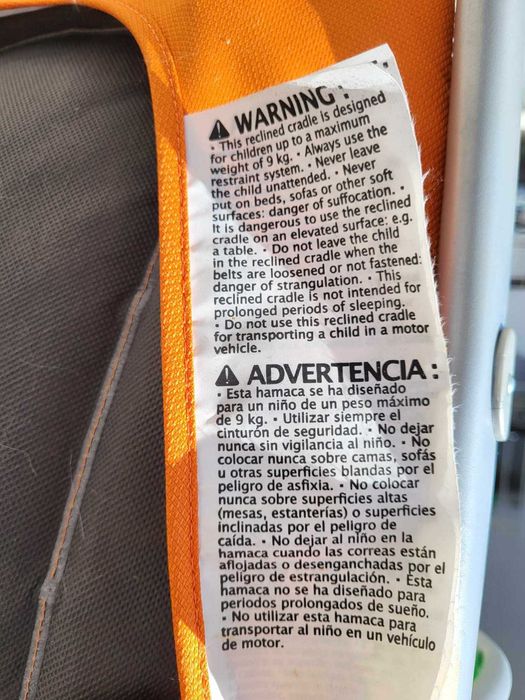 ⚠ WARNING :
• This reclined cradle is designed
for children up to a maximum
weight of 9 kg. • Always use the
restraint system. • Never leave
the child unattended. • Never
put on beds, sofas or other soft
surfaces: danger of suffocation. •
It is dangerous to use the reclined
cradle on an elevated surface: e.g.
a table. • Do not leave the child
in the reclined cradle when the
belts are loosened or not fastened:
danger of strangulation. • This
reclined cradle is not intended for
prolonged periods of sleeping.
• Do not use this reclined cradle
for transporting a child in a motor
vehicle.
⚠ ADVERTENCIA :
• Esta hamaca se ha diseñado
para un niño de un peso máximo
de 9 kg. • Utilizar siempre el
cinturón de seguridad. • No dejar
nunca sin vigilancia al niño. • No
colocar nunca sobre camas, sofás
u otras superficies blandas por el
peligro de asfixia. • No colocar
nunca sobre superficies altas
(mesas, estanterías) o superficies
inclinadas por el peligro de
caída. • No dejar al niño en la
hamaca cuando las correas están
aflojadas o desenganchadas por el
peligro de estrangulación. • Esta
hamaca no se ha diseñado para
periodos prolongados de sueño.
• No utilizar esta hamaca para
transportar al niño en un vehículo
de motor.